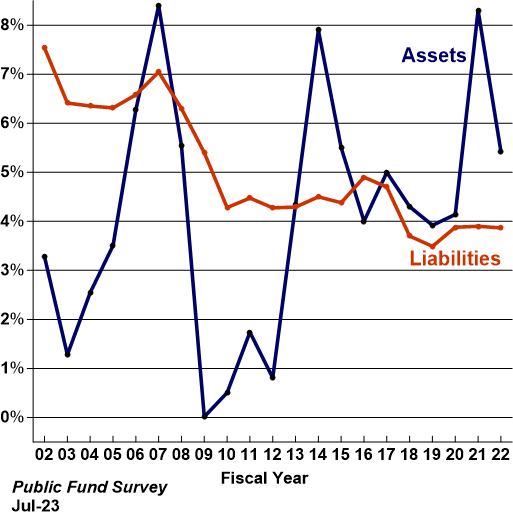 8%
7%
6%
5%
4%
3%
2%
1%
0%
Assets
Liabilities
02 03 04 05 06 07 08 09 10 11 12 13 14 15 16 17 18 19 20 21 22
Fiscal Year
Public Fund Survey
Jul-23